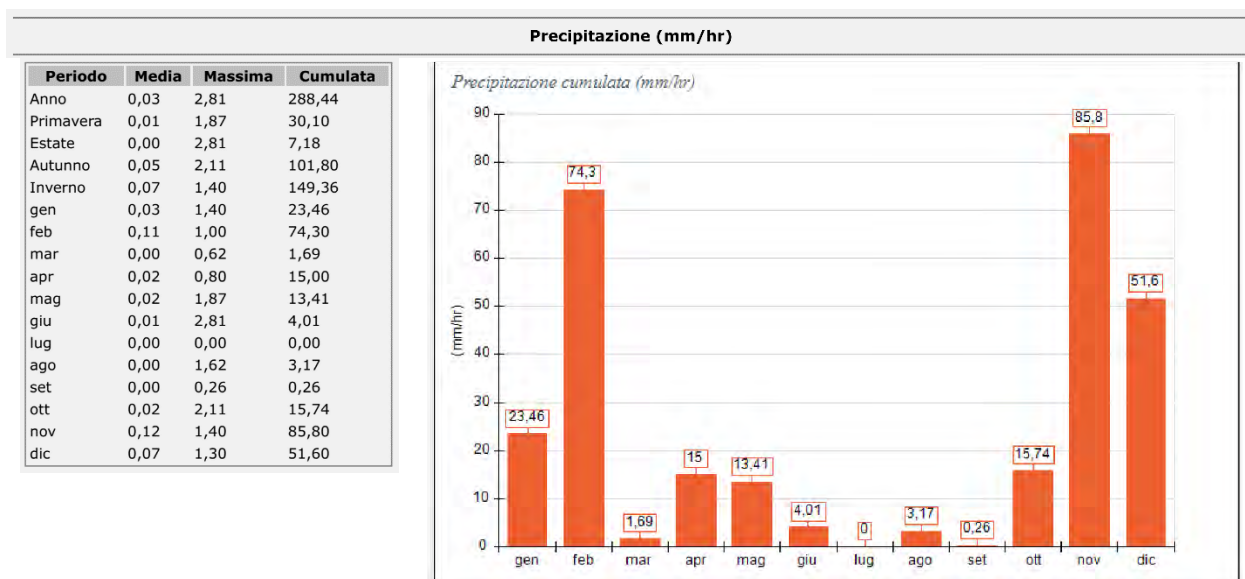 Precipitazione (mm/hr)
Periodo Media Massima Cumulata
Anno 0,03 2,81 288,44
Primavera 0,01 1,87 30,10
Estate 0,00 2,81 7,18
Autunno 0,05 2,11 101,80
Inverno 0,07 1,40 149,36
gen 0,03 1,40 23,46
feb 0,11 1,00 74,30
mar 0,00 0,62 1,69
apr 0,02 0,80 15,00
mag 0,02 1,87 13,41
giu 0,01 2,81 4,01
lug 0,00 0,00 0,00
ago 0,00 1,62 3,17
set 0,00 0,26 0,26
ott 0,02 2,11 15,74
nov 0,12 1,40 85,80
dic 0,07 1,30 51,60
Precipitazione cumulata (mm/hr)
90
80
70
60
50
40
30
20
10
0
(mm/hr)
23,46
74,3
1,69
15
13,41
4,01
0
3,17
0,26
15,74
85,8
51,6
gen feb mar apr mag giu lug ago set ott nov dic